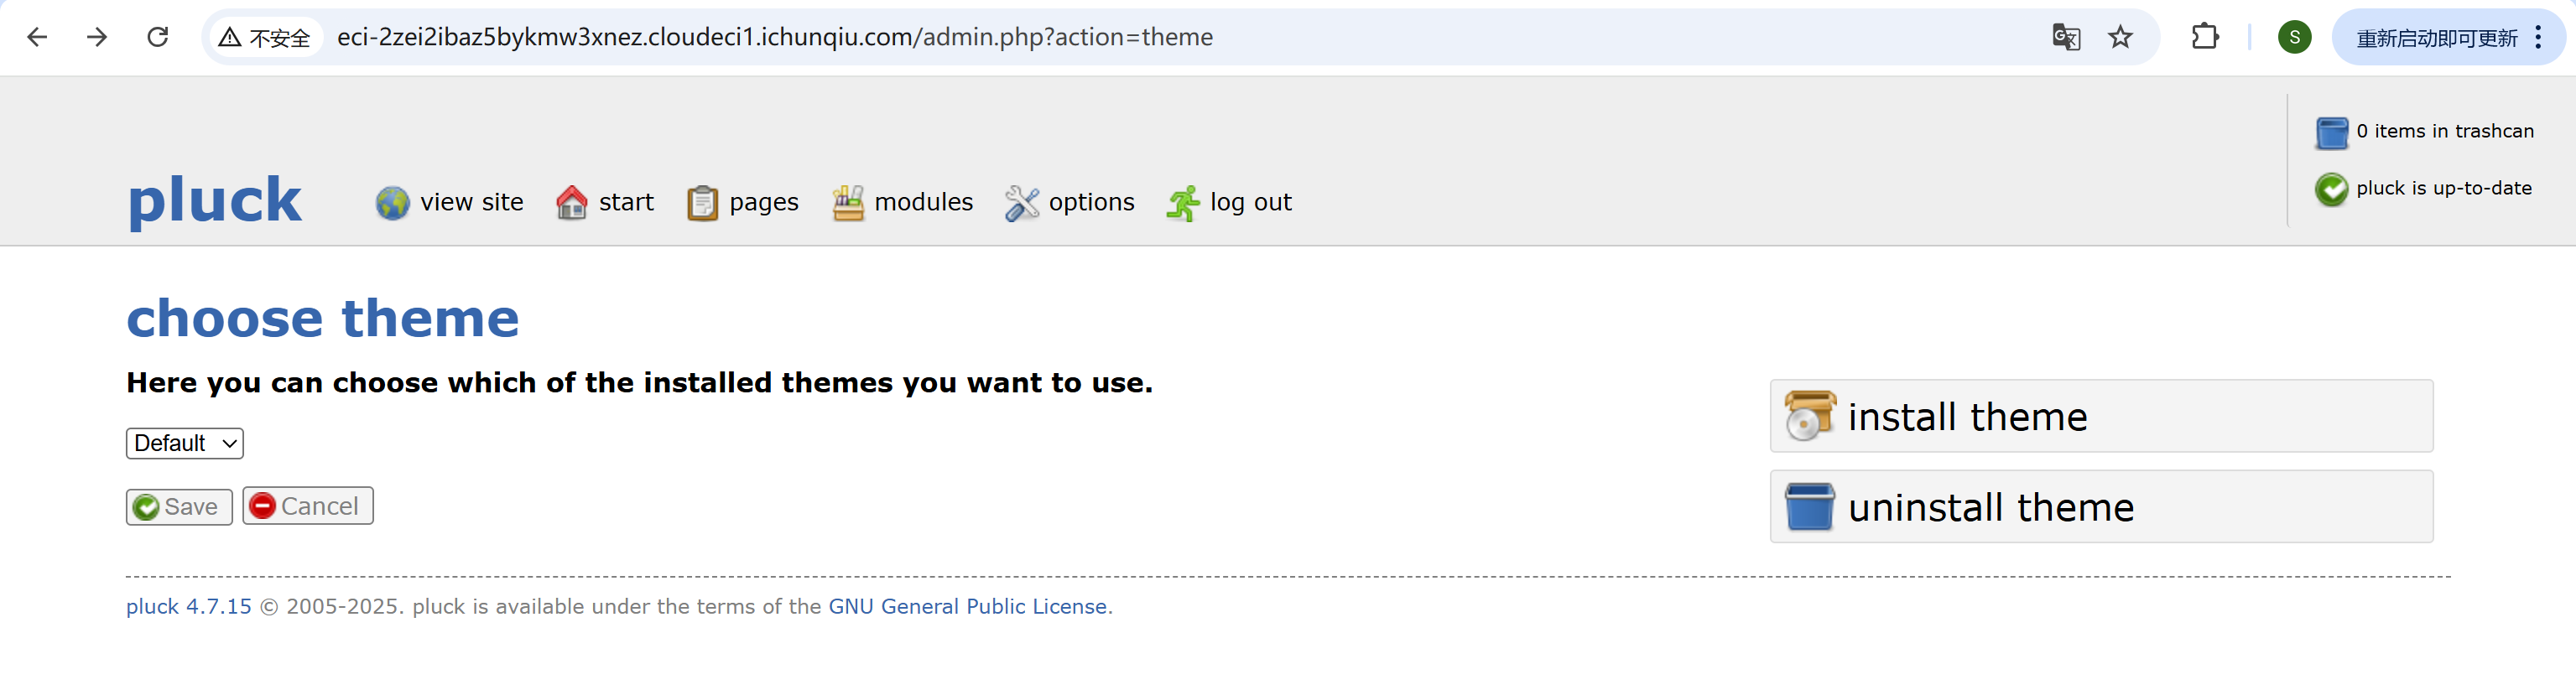 不安全 eci-2zei2ibaz5bykmw3xnez.cloudeci1.ichunqiu.com/admin.php?action=theme S 重新启动即可更新
0 items in trashcan
pluck is up-to-date
pluck view site start pages modules options log out
choose theme
Here you can choose which of the installed themes you want to use.
Default
Save Cancel
install theme
uninstall theme
pluck 4.7.15 © 2005-2025. pluck is available under the terms of the GNU General Public License.